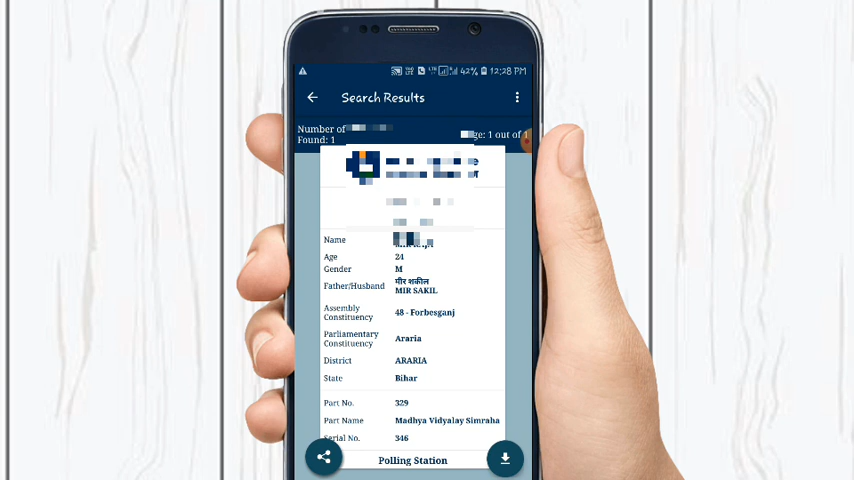 42% 12:28 PM
Search Results
Number of
Found: 1
ge: 1 out of 1
Name
Age 24
Gender M
Father/Husband मीर शकील
MIR SAKIL
Assembly
Constituency 48 - Forbesganj
Parliamentary
Constituency Araria
District ARARIA
State Bihar
Part No. 329
Part Name Madhya Vidyalay Simraha
Serial No. 346
Polling Station